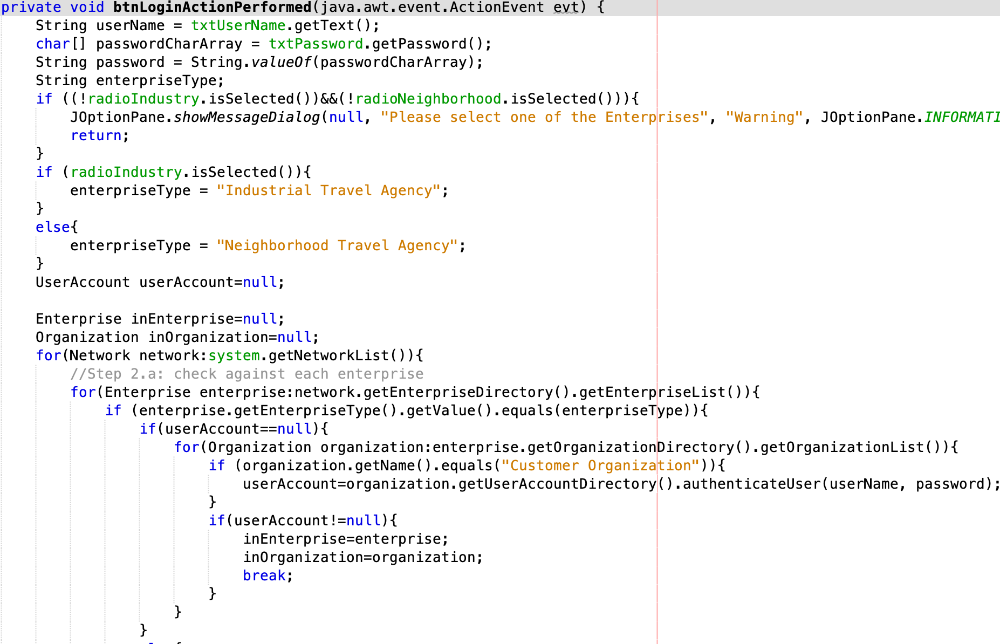 private void btnLoginActionPerformed(java.awt.event.ActionEvent evt) {
String userName = txtUserName.getText();
char[] passwordCharArray = txtPassword.getPassword();
String password = String.valueOf(passwordCharArray);
String enterpriseType;
if ((!radioIndustry.isSelected())&&(!radioNeighborhood.isSelected())){
JOptionPane.showMessageDialog(null, "Please select one of the Enterprises", "Warning", JOptionPane.INFORMATI
return;
}
if (radioIndustry.isSelected()){
enterpriseType = "Industrial Travel Agency";
}
else{
enterpriseType = "Neighborhood Travel Agency";
}
UserAccount userAccount=null;
Enterprise inEnterprise=null;
Organization inOrganization=null;
for(Network network:system.getNetworkList()){
//Step 2.a: check against each enterprise
for(Enterprise enterprise:network.getEnterpriseDirectory().getEnterpriseList()){
if (enterprise.getEnterpriseType().getValue().equals(enterpriseType)){
if(userAccount==null){
for(Organization organization:enterprise.getOrganizationDirectory().getOrganizationList()){
if (organization.getName().equals("Customer Organization")){
userAccount=organization.getUserAccountDirectory().authenticateUser(userName, password);
}
if(userAccount!=null){
inEnterprise=enterprise;
inOrganization=organization;
break;
}
}
}